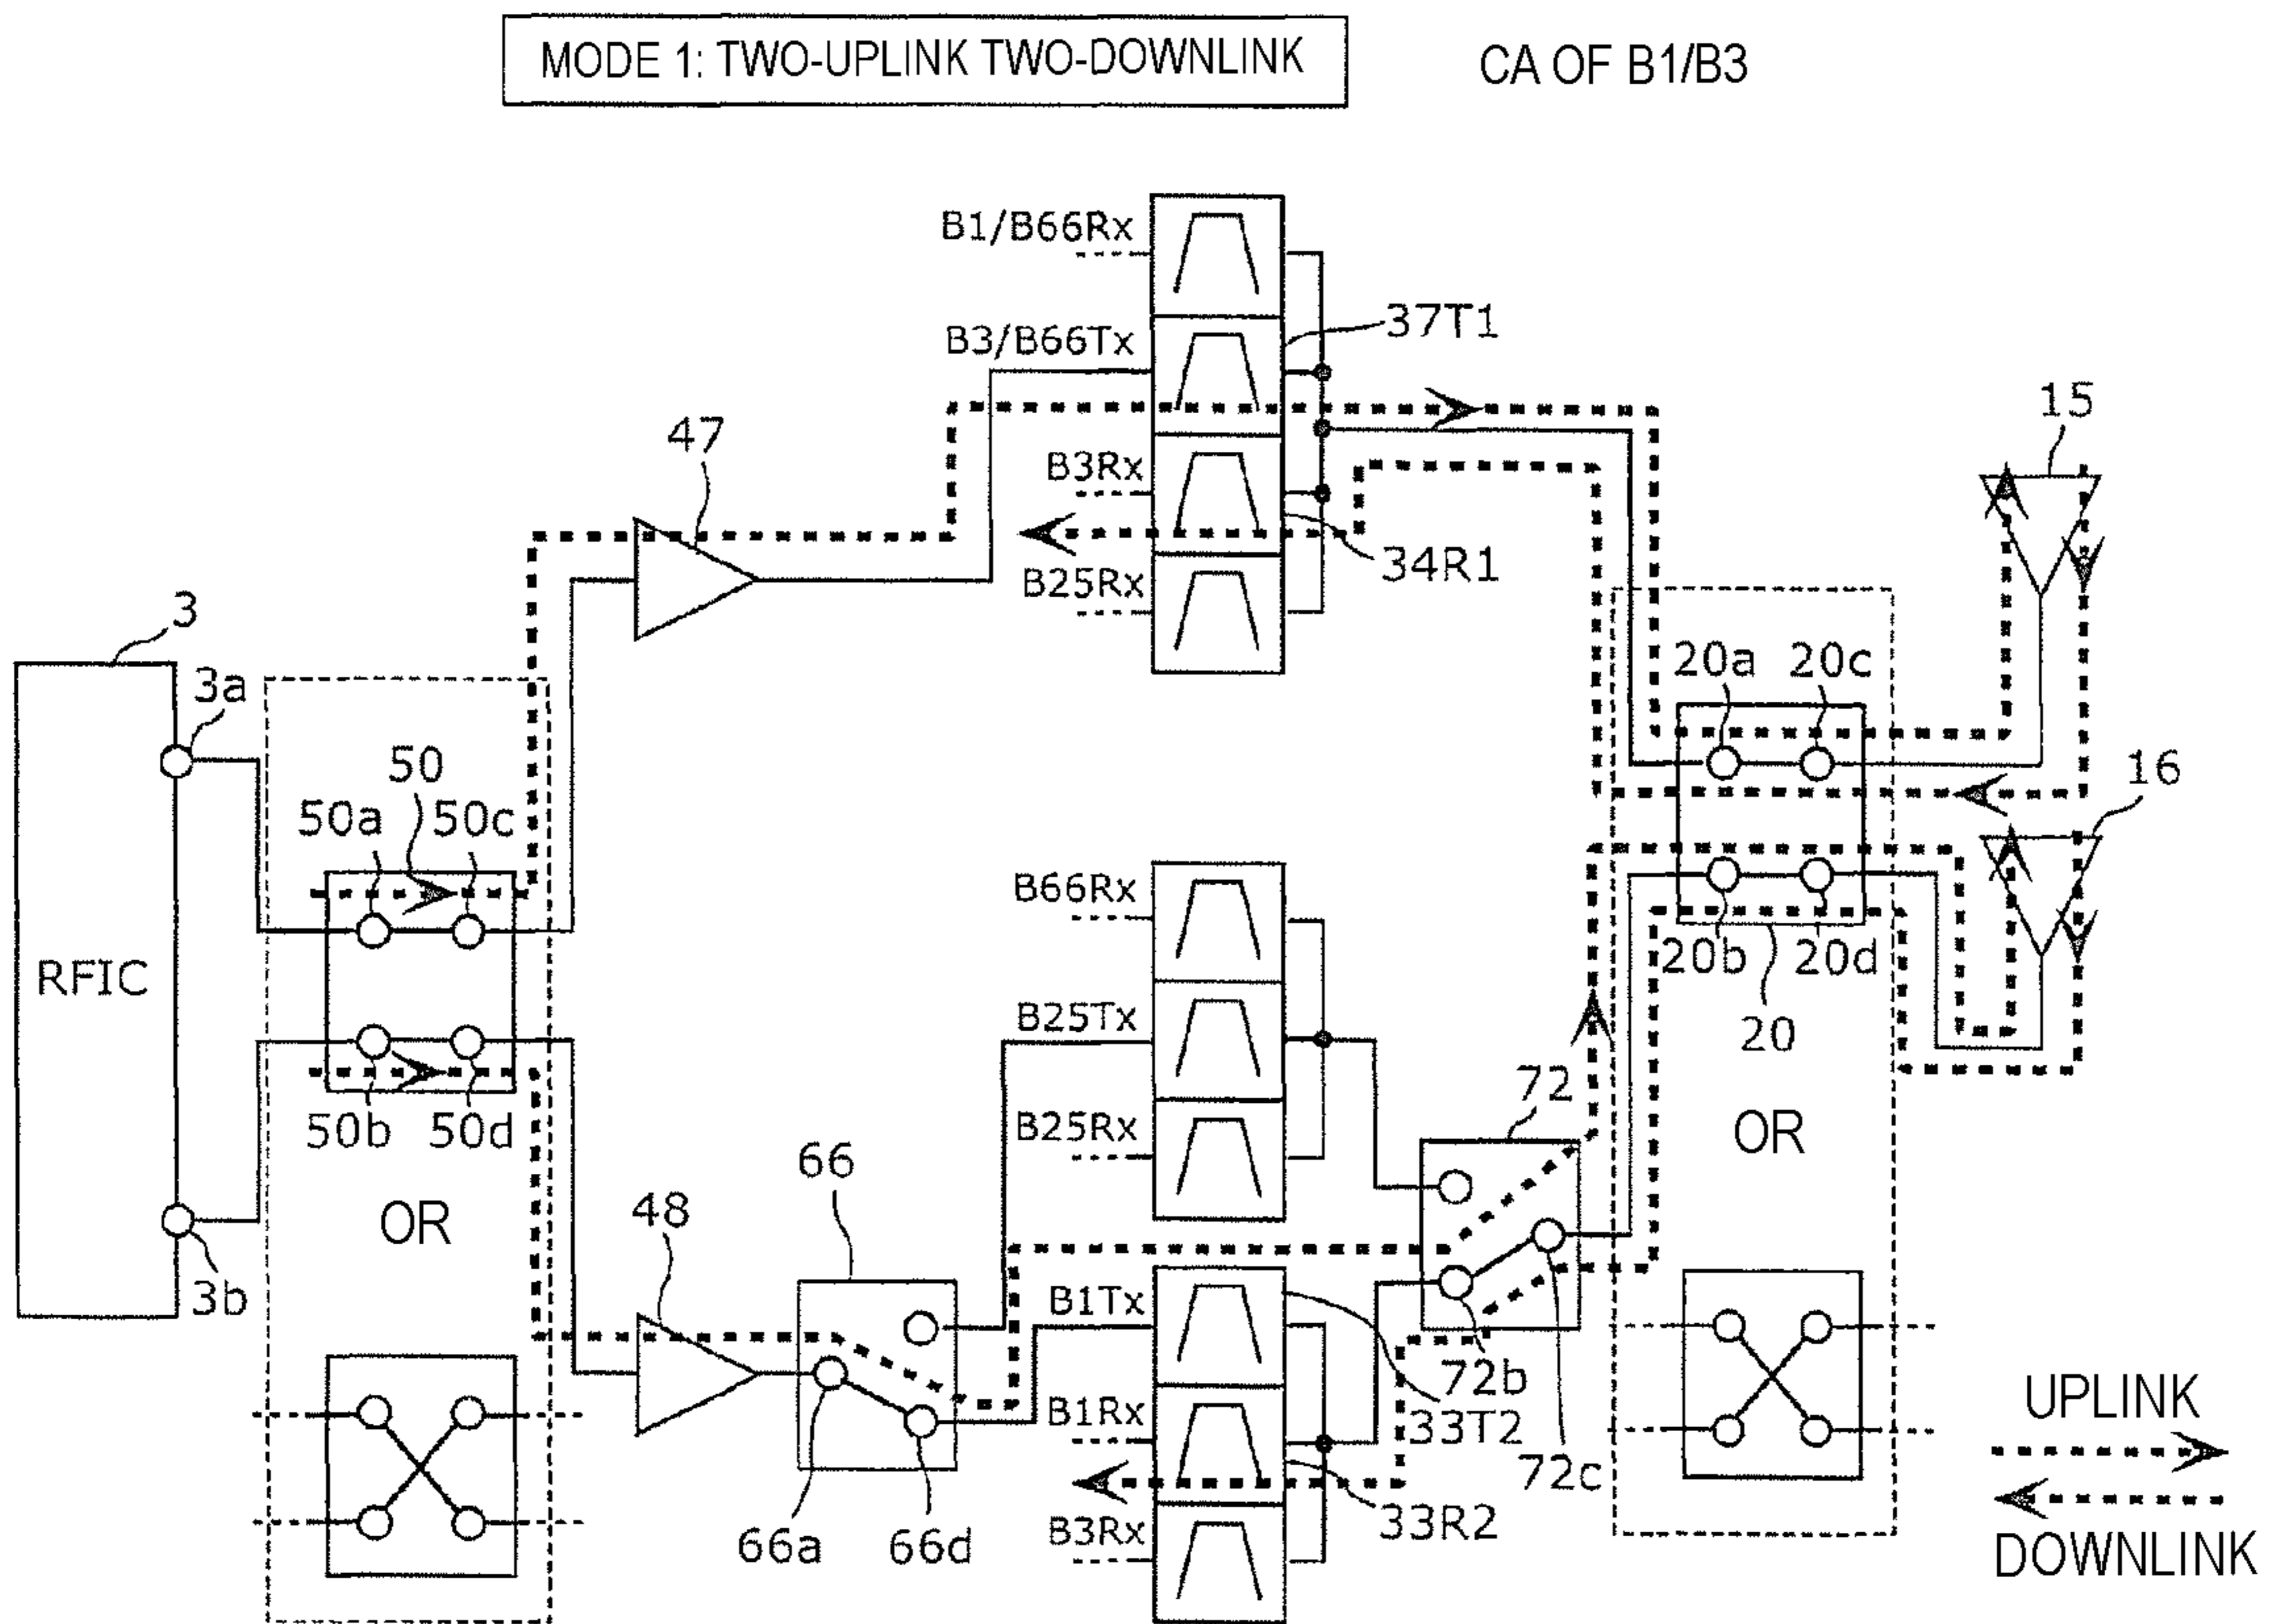 MODE 1: TWO-UPLINK TWO-DOWNLINK
CA OF B1/B3
B1/B66Rx
37T1
B3/B66Tx
15
47
B3Rx
34R1
B25Rx
3
3a
20a
20c
50
16
50a
50c
B66Rx
RFIC
20b
20d
B25Tx
20
72
50b
50d
B25Rx
OR
66
48
OR
3b
B1Tx
72b
UPLINK
B1Rx
33T2
72c
33R2
66a
66d
B3Rx
DOWNLINK